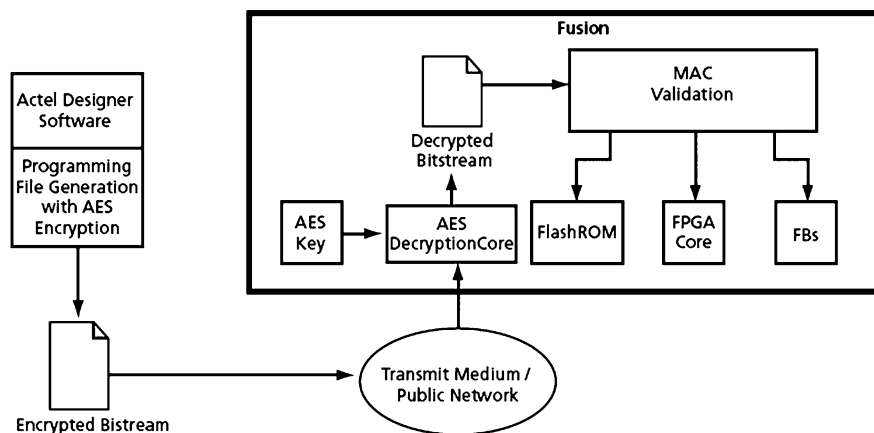 Fusion
Actel Designer
Software
Programming
File Generation
with AES
Encryption
Encrypted Bistream
Transmit Medium /
Public Network
AES
Key
AES
DecryptionCore
Decrypted
Bitstream
MAC
Validation
FlashROM
FPGA
Core
FBs